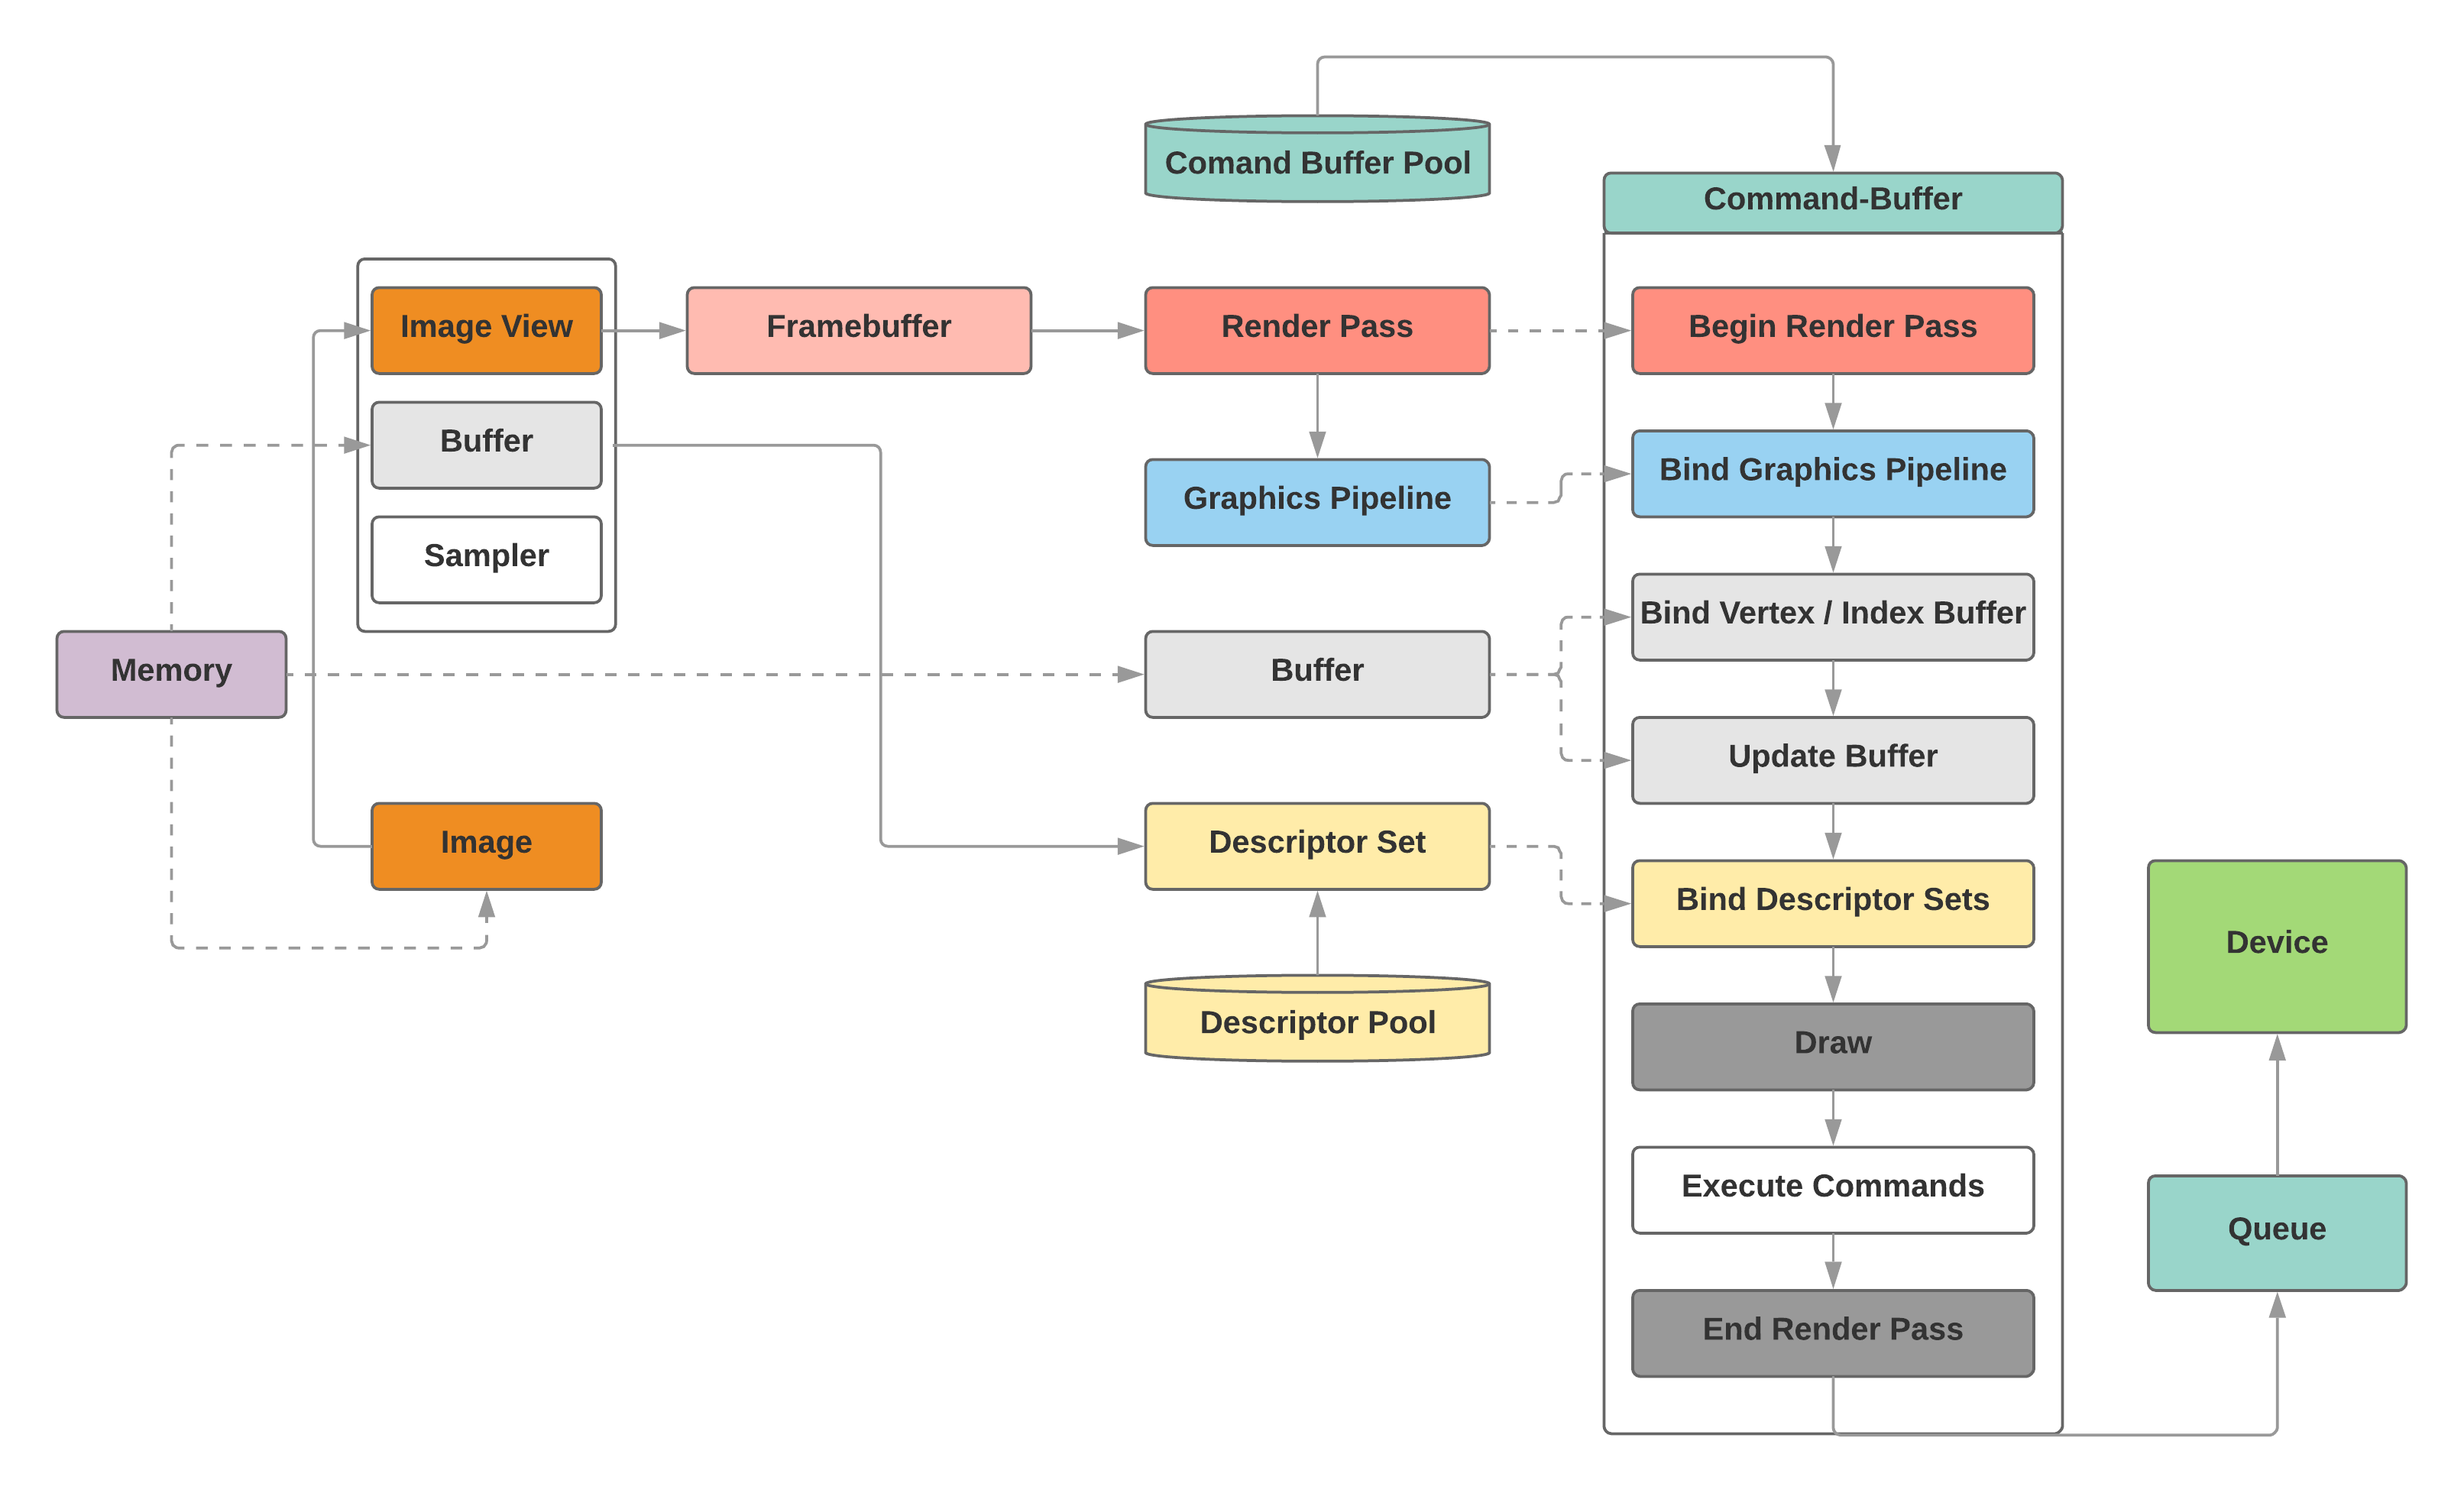 Comand Buffer Pool
Command-Buffer
Image View
Framebuffer
Render Pass
Begin Render Pass
Buffer
Bind Graphics Pipeline
Graphics Pipeline
Sampler
Bind Vertex / Index Buffer
Memory
Buffer
Update Buffer
Image
Descriptor Set
Bind Descriptor Sets
Device
Descriptor Pool
Draw
Execute Commands
Queue
End Render Pass